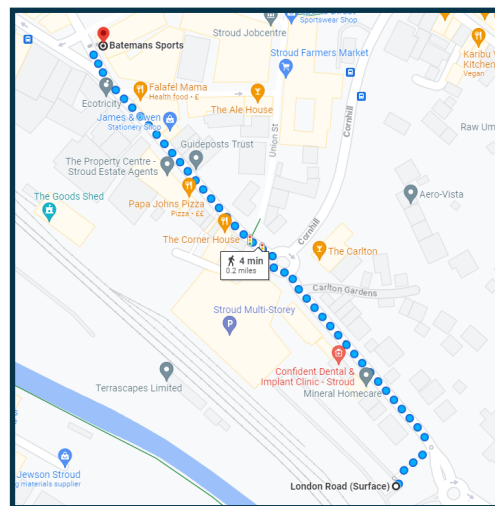 Sportswear Shop
Stroud Jobcentre
Batemans Sports
Stroud Farmers Market
Karibu
Kitchen
Vegan
Falafel Mama
Health food · £
Ecotricity
The Ale House
James & Owen
Stationery Shop
Union St
Cornhill
Raw Um
Guideposts Trust
The Property Centre -
Stroud Estate Agents
Aero-Vista
The Goods Shed
Papa Johns Pizza
Pizza · ££
The Corner House
Cornhill
The Carlton
4 min
0.2 miles
Carlton Gardens
Stroud Multi-Storey
P
Confident Dental &
Implant Clinic - Stroud
Terrascapes Limited
Mineral Homecare
Jewson Stroud
g materials supplier
London Road (Surface)